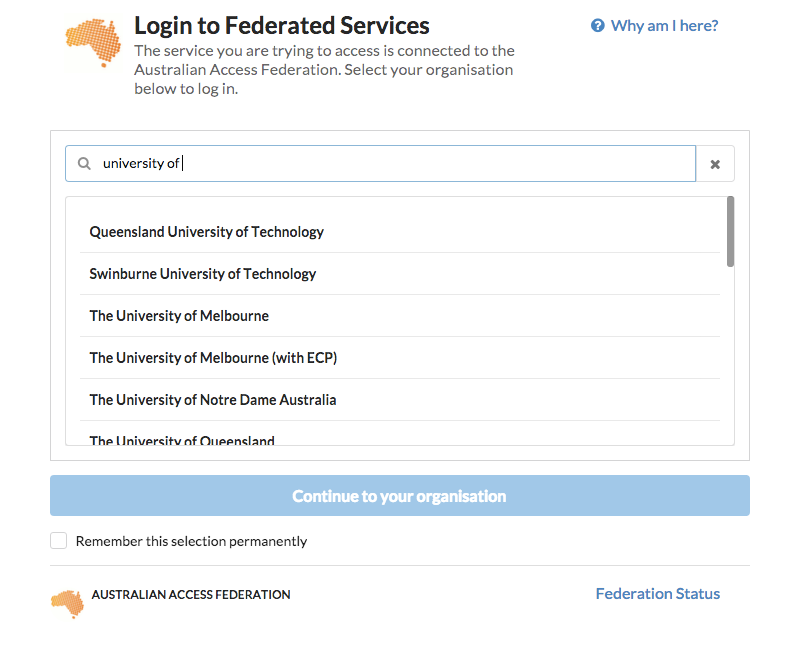 Login to Federated Services
Why am I here?
The service you are trying to access is connected to the
Australian Access Federation. Select your organisation
below to log in.
university of
Queensland University of Technology
Swinburne University of Technology
The University of Melbourne
The University of Melbourne (with ECP)
The University of Notre Dame Australia
The University of Queensland
Continue to your organisation
Remember this selection permanently
AUSTRALIAN ACCESS FEDERATION
Federation Status